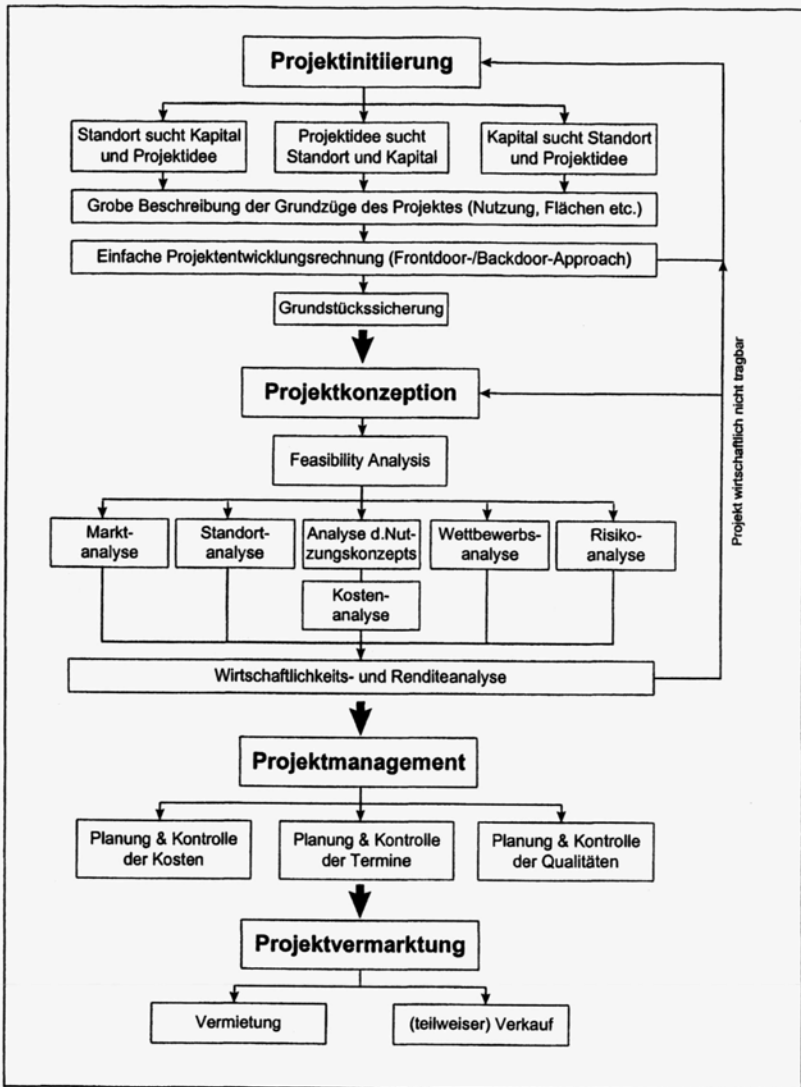 Projektinitiierung
Standort sucht Kapital
und Projektidee
Projektidee sucht
Standort und Kapital
Kapital sucht Standort
und Projektidee
Grobe Beschreibung der Grundzüge des Projektes (Nutzung, Flächen etc.)
Einfache Projektentwicklungsrechnung (Frontdoor-/Backdoor-Approach)
Grundstückssicherung
Projektkonzeption
Projekt wirtschaftlich nicht tragbar
Feasibility Analysis
Markt-
analyse
Standort-
analyse
Analyse d.Nut-
zungskonzepts
Wettbewerbs-
analyse
Risiko-
analyse
Kosten-
analyse
Wirtschaftlichkeits- und Renditeanalyse
Projektmanagement
Planung & Kontrolle
der Kosten
Planung & Kontrolle
der Termine
Planung & Kontrolle
der Qualitäten
Projektvermarktung
Vermietung
(teilweiser) Verkauf